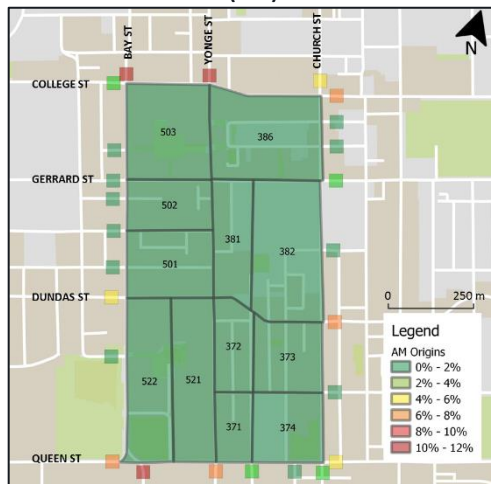 BAY ST
YONGE ST
CHURCH ST
N
COLLEGE ST
503
386
GERRARD ST
502
381
382
501
DUNDAS ST
0 250 m
372
373
522
521
371
374
QUEEN ST
Legend
AM Origins
0% - 2%
2% - 4%
4% - 6%
6% - 8%
8% - 10%
10% - 12%